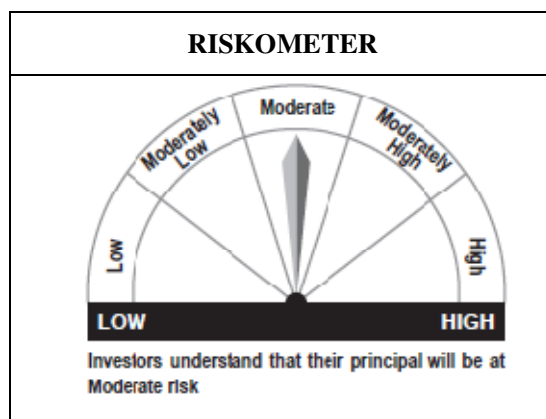 RISKOMETER
Moderate
Moderately
Low
Moderately
High
Low
High
LOW HIGH
Investors understand that their principal will be at
Moderate risk